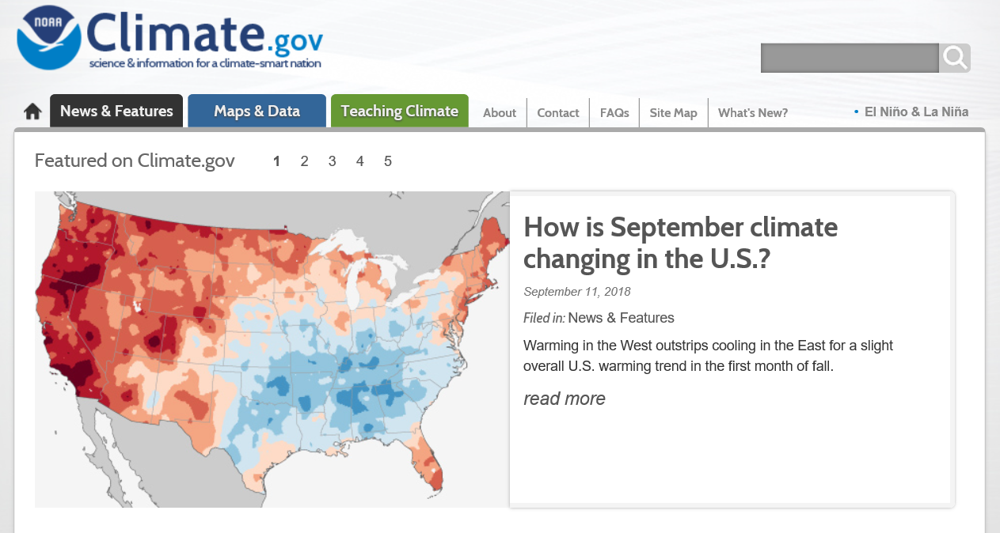 NOAA
Climate.gov
science & information for a climate-smart nation
News & Features
Maps & Data
Teaching Climate
About
Contact
FAQs
Site Map
What's New?
• El Niño & La Niña
Featured on Climate.gov
1 2 3 4 5
How is September climate
changing in the U.S.?
September 11, 2018
Filed in: News & Features
Warming in the West outstrips cooling in the East for a slight
overall U.S. warming trend in the first month of fall.
read more